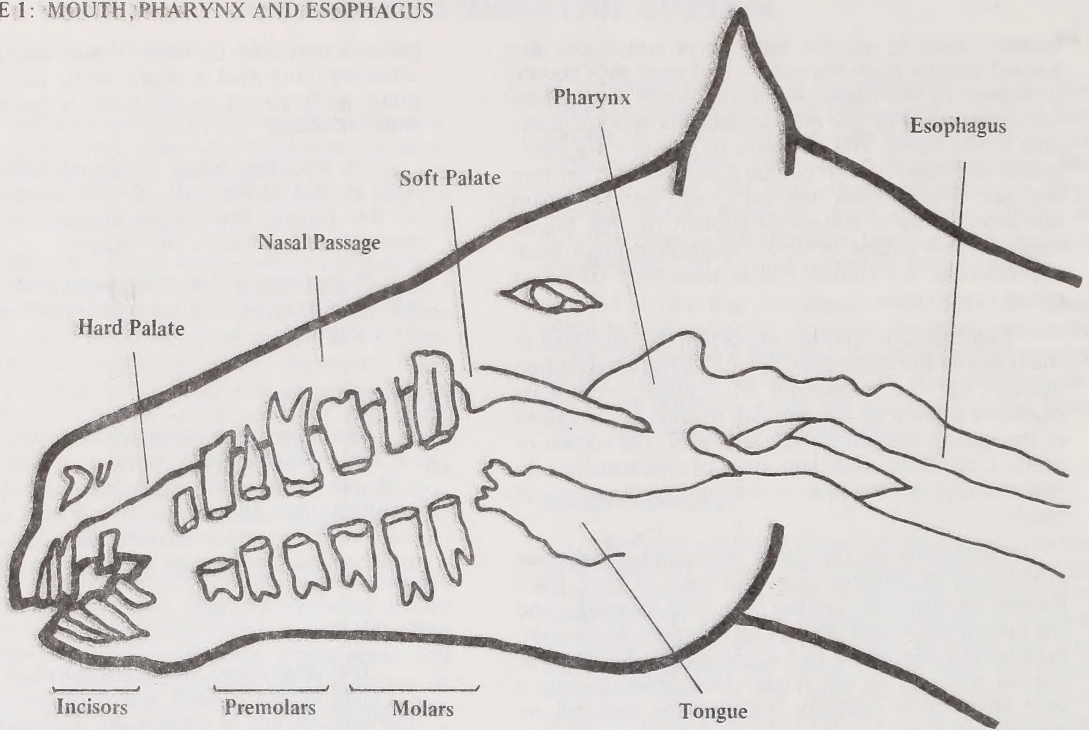 E 1: MOUTH, PHARYNX AND ESOPHAGUS
Pharynx
Esophagus
Soft Palate
Nasal Passage
Hard Palate
Incisors
Premolars
Molars
Tongue